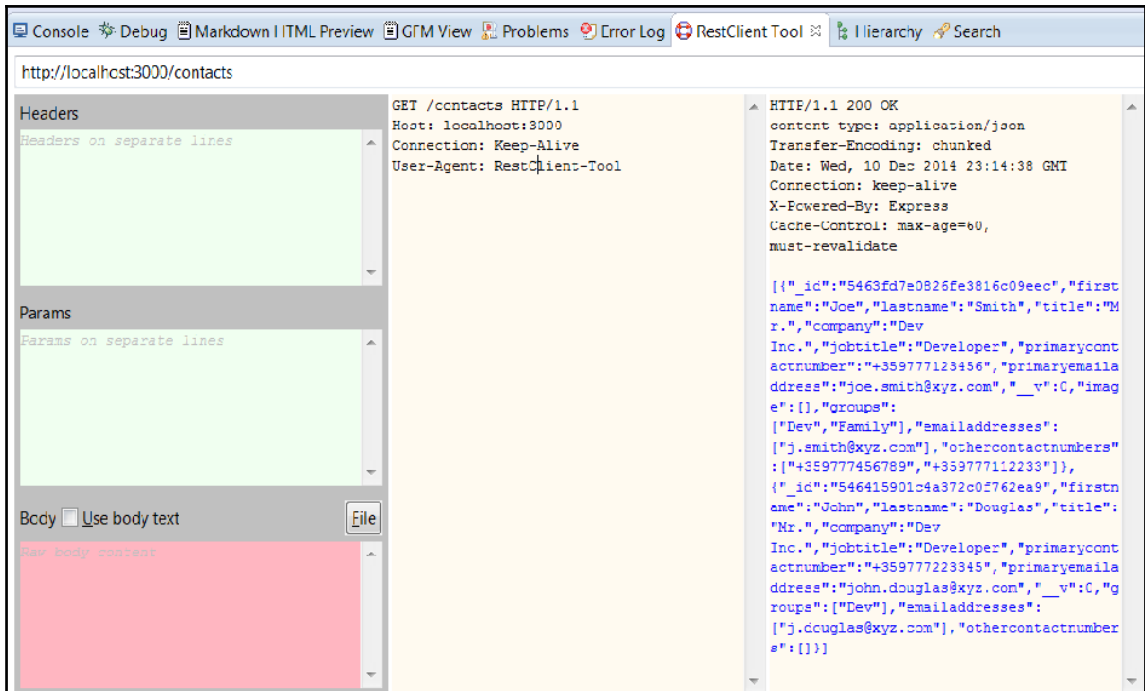 Console Debug Markdown HTML Preview GFM View Problems Error Log RestClient Tool Hierarchy Search
http://localhost:3000/contacts
Headers
Headers on separate lines
Params
Params on separate lines
Body Use body text File
Raw body content
GET /contacts HTTP/1.1
Host: localhost:3000
Connection: Keep-Alive
User-Agent: RestClient-Tool
HTTP/1.1 200 OK
content-type: application/json
Transfer-Encoding: chunked
Date: Wed, 10 Dec 2014 23:14:38 GMT
Connection: keep-alive
X-Powered-By: Express
Cache-Control: max-age=60,
must-revalidate
[{"_id":"5463fd7e0826fe3816c09eec","first
name":"Joe","lastname":"Smith","title":"M
r.","company":"Dev
Inc.","jobtitle":"Developer","primarycont
actnumber":"+359777123456","primaryemaila
ddress":"joe.smith@xyz.com","__v":0,"imag
e":[],"groups":
["Dev","Family"],"emailaddresses":
["j.smith@xyz.com"],"othercontactnumbers"
:["+359777456789","+359777112233"]},
{"_id":"546415901c4a372c0f762ea9","firstn
ame":"John","lastname":"Douglas","title":
"Mr.","company":"Dev
Inc.","jobtitle":"Developer","primarycont
actnumber":"+359777223345","primaryemaila
ddress":"john.douglas@xyz.com","__v":0,"g
roups":["Dev"],"emailaddresses":
["j.douglas@xyz.com"],"othercontactnumber
s":[]}]